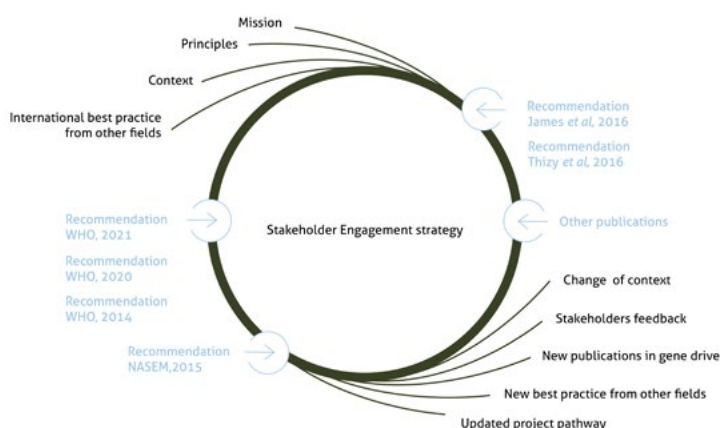 Mission
Principles
Context
International best practice
from other fields
Recommendation
James et al, 2016
Recommendation
Thizy et al, 2016
Recommendation
WHO, 2021
Recommendation
WHO, 2020
Recommendation
WHO, 2014
Recommendation
NASEM,2015
Stakeholder Engagement strategy
Other publications
Change of context
Stakeholders feedback
New publications in gene drive
New best practice from other fields
Updated project pathway